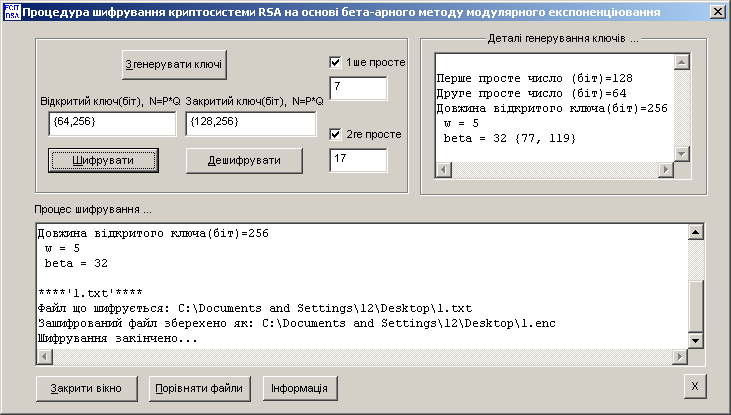 FCIT
RSA
Процедура шифрування криптосистеми RSA на основі бета-арного методу модулярного експоненціювання
Згенерувати ключі
1ше просте
7
Відкритий ключ(біт), N=P*Q
Закритий ключ(біт), N=P*Q
{64,256}
{128,256}
2ге просте
Шифрувати
Дешифрувати
17
Деталі генерування ключів ...
Перше просте число (біт)=128
Друге просте число (біт)=64
Довжина відкритого ключа(біт)=256
w = 5
beta = 32 {77, 119}
Процес шифрування ...
Довжина відкритого ключа(біт)=256
w = 5
beta = 32
****'1.txt'****
Файл що шифрується: C:\Documents and Settings\12\Desktop\1.txt
Зашифрований файл збережено як: C:\Documents and Settings\12\Desktop\1.enc
Шифрування закінчено...
Закрити вікно
Порівняти файли
Інформація
X